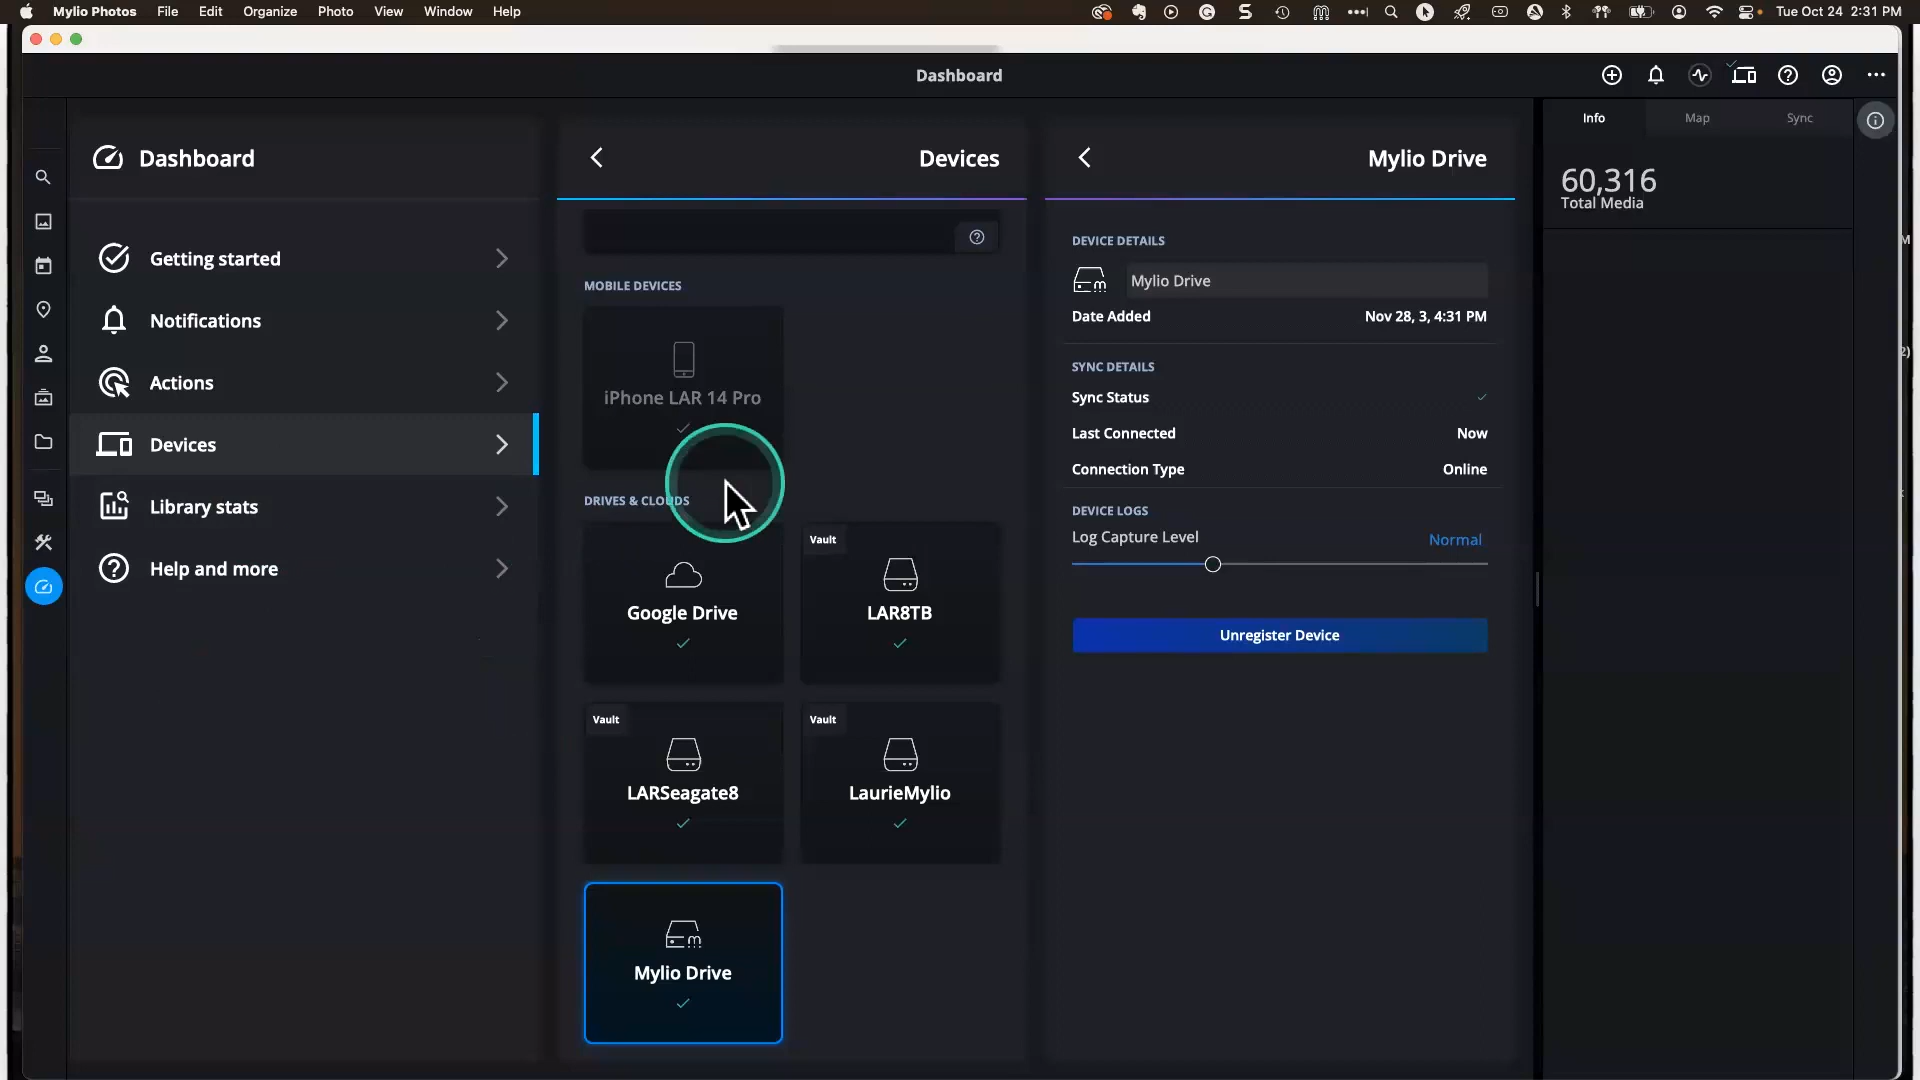 Mylio Photos File Edit Organize Photo View Window Help Tue Oct 24 2:31 PM
Dashboard
Dashboard
Getting started
Notifications
Actions
Devices
Library stats
Help and more
Devices
MOBILE DEVICES
iPhone LAR 14 Pro
DRIVES & CLOUDS
Google Drive
Vault
LAR8TB
Vault
LARSeagate8
Vault
LaurieMylio
Mylio Drive
Mylio Drive
DEVICE DETAILS
Mylio Drive
Date Added Nov 28, 3, 4:31 PM
SYNC DETAILS
Sync Status
Last Connected Now
Connection Type Online
DEVICE LOGS
Log Capture Level Normal
Unregister Device
Info Map Sync
60,316
Total Media